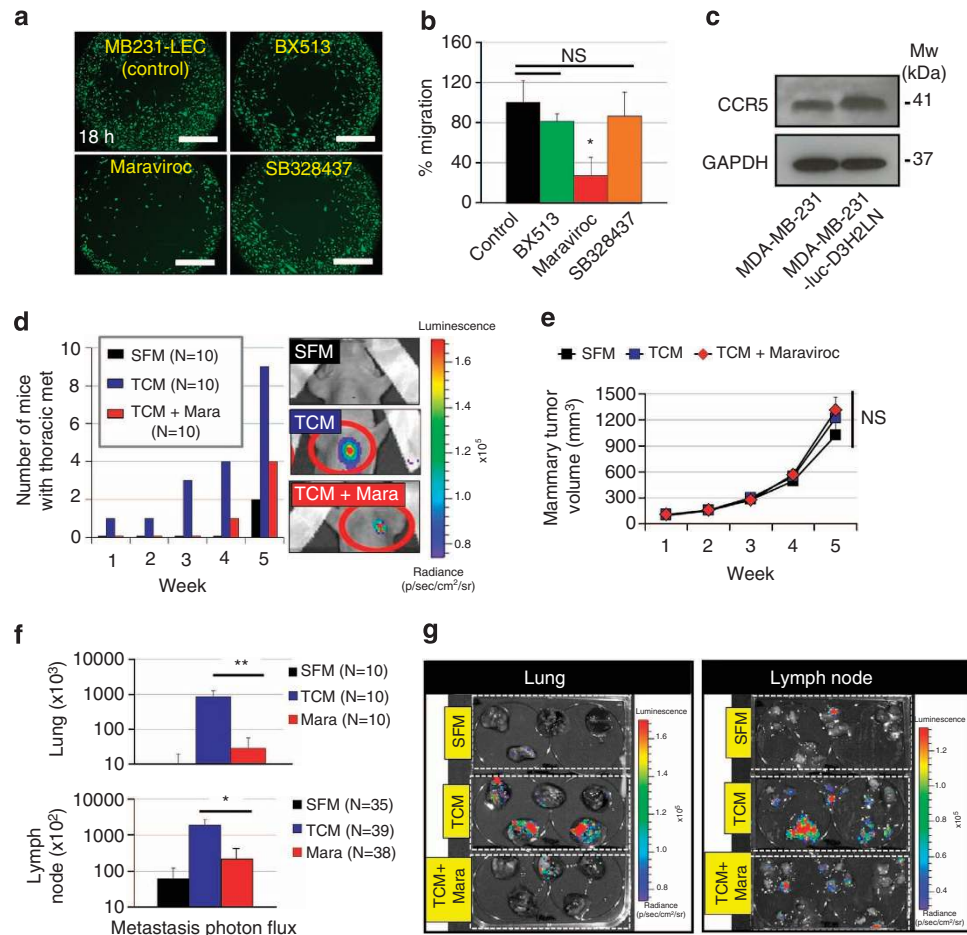 a
MB231-LEC
(control)
BX513
18 h
Maraviroc
SB328437
b
160
120
80
40
0
% migration
NS
*
Control
BX513
Maraviroc
SB328437
c
Mw
(kDa)
CCR5
-41
GAPDH
-37
MDA-MB-231
MDA-MB-231
-luc-D3H2LN
d
10
8
6
4
2
0
Number of mice
with thoracic met
SFM (N=10)
TCM (N=10)
TCM + Mara
(N=10)
1 2 3 4 5
Week
SFM
TCM
TCM + Mara
Luminescence
1.6
1.4
1.2
1.0
0.8
x10⁵
Radiance
(p/sec/cm²/sr)
e
SFM TCM TCM + Maraviroc
1500
1200
900
600
300
0
Mammary tumor
volume (mm³)
NS
1 2 3 4 5
Week
f
10000
1000
100
10
Lung (x10³)
**
SFM (N=10)
TCM (N=10)
Mara (N=10)
10000
1000
100
10
Lymph
node (x10²)
*
SFM (N=35)
TCM (N=39)
Mara (N=38)
Metastasis photon flux
g
Lung
SFM
TCM
TCM+
Mara
Luminescence
1.6
1.4
1.2
1.0
0.8
x10⁵
Radiance
(p/sec/cm²/sr)
Lymph node
SFM
TCM
TCM+
Mara
Luminescence
1.6
1.4
1.2
1.0
0.8
x10⁵
Radiance
(p/sec/cm²/sr)